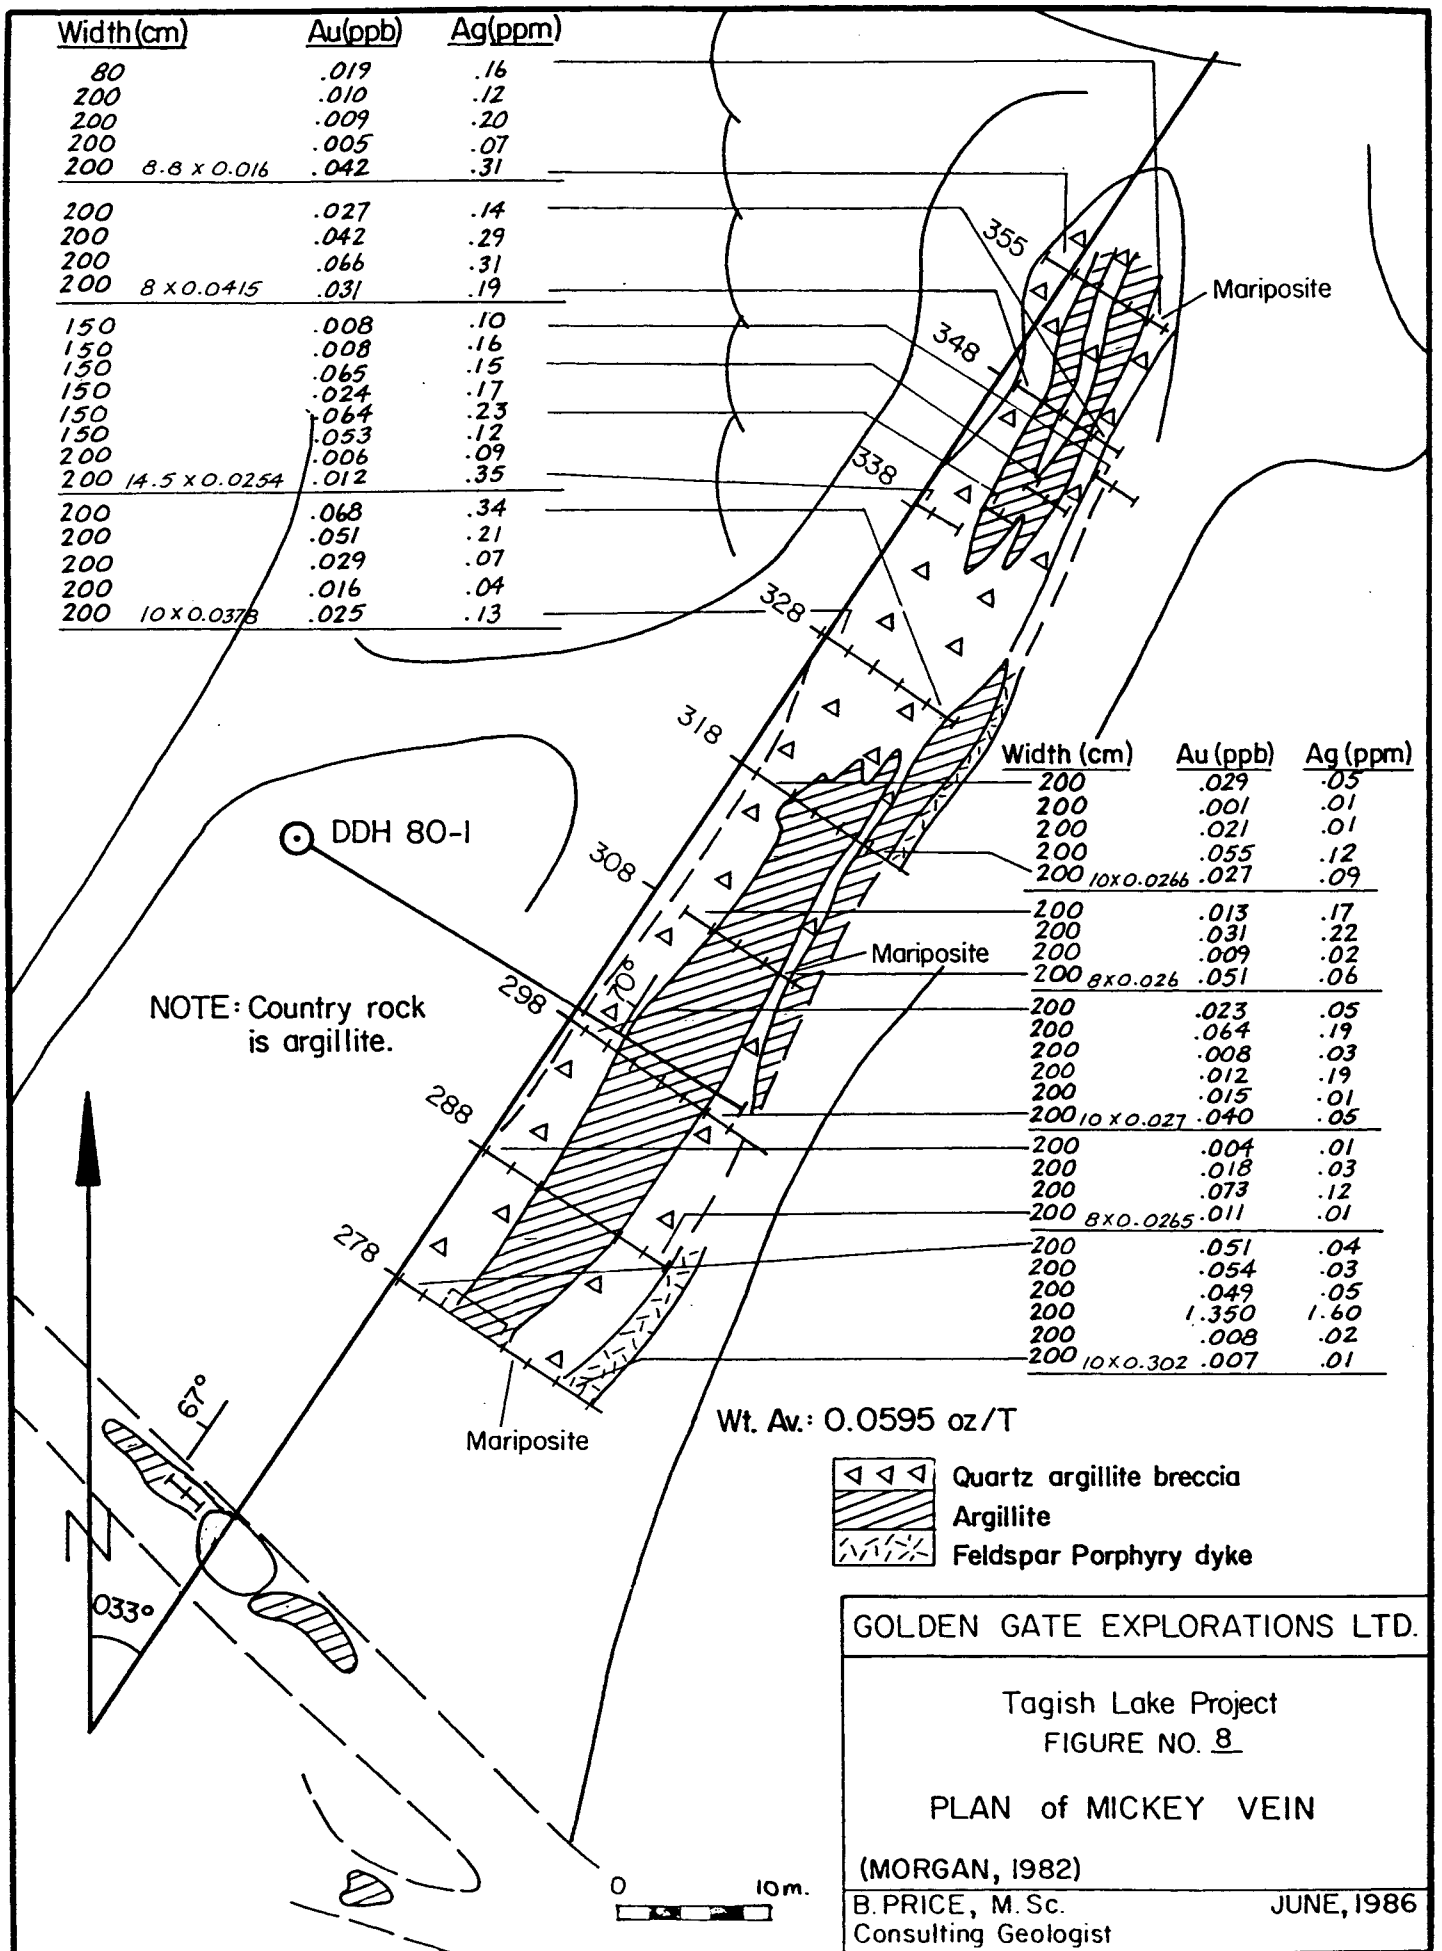 Width (cm) Au (ppb) Ag (ppm)
80 .019 .16
200 .010 .12
200 .009 .20
200 .005 .07
200 8.8 x 0.016 .042 .31
200 .027 .14
200 .042 .29
200 .066 .31
200 8 x 0.0415 .031 .19
150 .008 .10
150 .008 .16
150 .065 .15
150 .024 .17
150 .064 .23
150 .053 .12
200 .006 .09
200 14.5 x 0.0254 .012 .35
200 .068 .34
200 .051 .21
200 .029 .07
200 .016 .04
200 10 x 0.0378 .025 .13
355
Mariposite
348
338
328
318
Width (cm) Au (ppb) Ag (ppm)
200 .029 .05
200 .001 .01
200 .021 .01
200 .055 .12
200 10x0.0266 .027 .09
200 .013 .17
200 .031 .22
200 .009 .02
200 8x0.026 .051 .06
200 .023 .05
200 .064 .19
200 .008 .03
200 .012 .19
200 .015 .01
200 10 x 0.027 .040 .05
200 .004 .01
200 .018 .03
200 .073 .12
200 8x0.0265 .011 .01
200 .051 .04
200 .054 .03
200 .049 .05
200 1.350 1.60
200 .008 .02
200 10x0.302 .007 .01
DDH 80-1
308
Mariposite
70°
298
NOTE: Country rock
is argillite.
288
278
67°
Mariposite
Wt. Av.: 0.0595 oz/T
Quartz argillite breccia
Argillite
Feldspar Porphyry dyke
N
033°
GOLDEN GATE EXPLORATIONS LTD.
Tagish Lake Project
FIGURE NO. 8
PLAN of MICKEY VEIN
(MORGAN, 1982)
B. PRICE, M. Sc. JUNE, 1986
Consulting Geologist
0 10m.